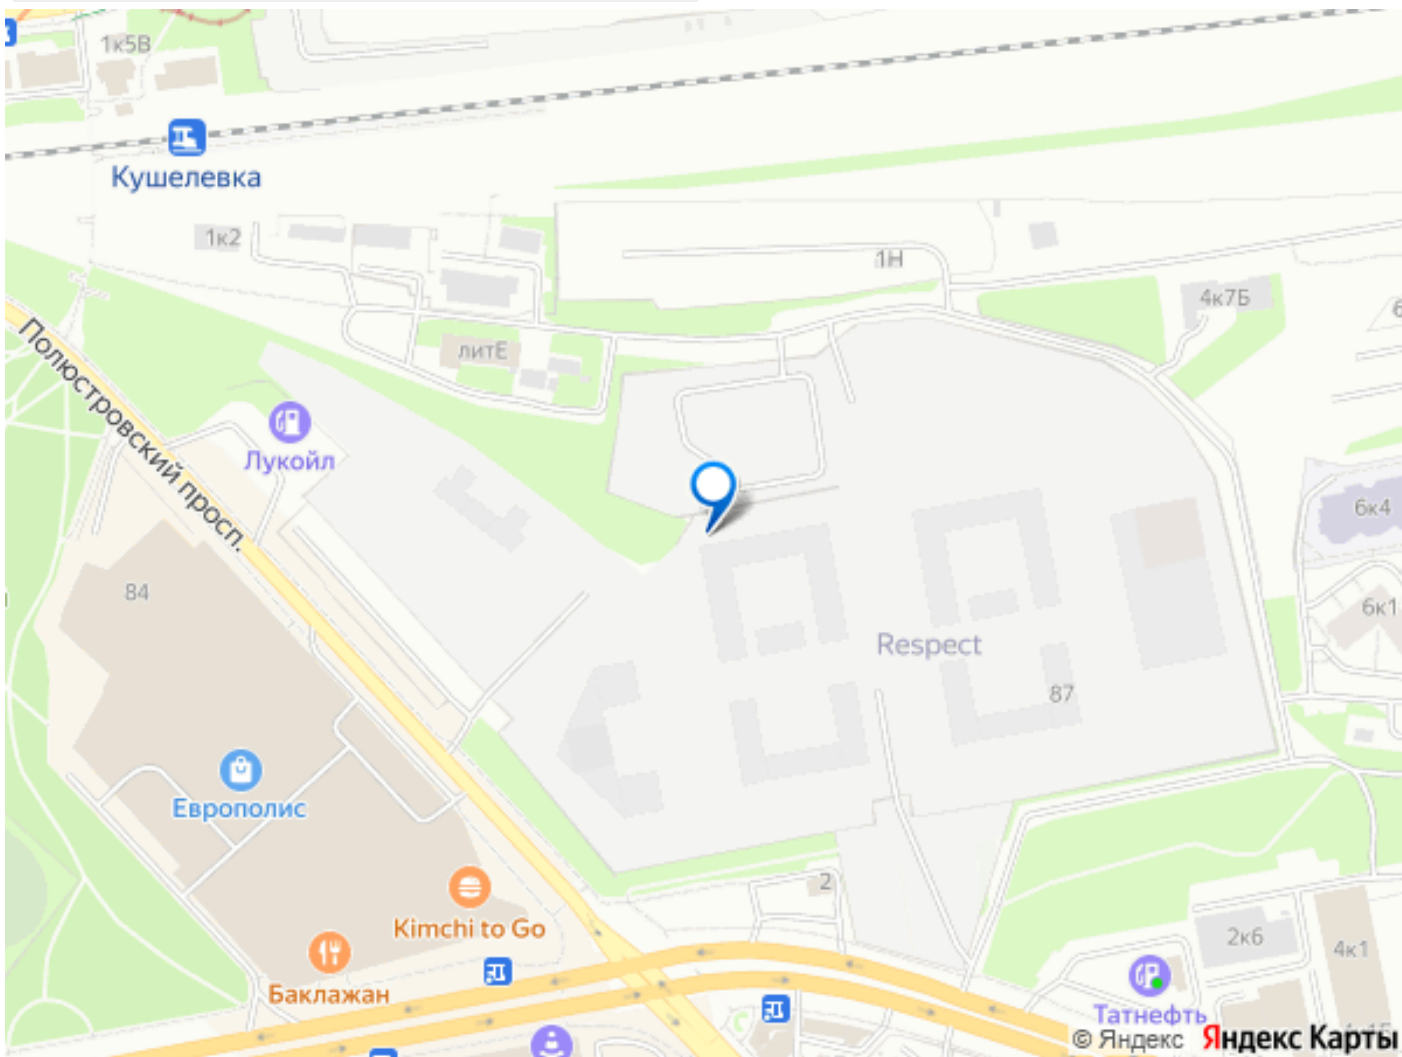 1к5В
Кушелевка
1к2
1Н
4к7Б
литЕ
Полюстровский просп.
Лукойл
6к4
84
6к1
Respect
87
Европолис
2
Kimchi to Go
2к6
4к1
Баклажан
Татнефть
© Яндекс Яндекс Карты